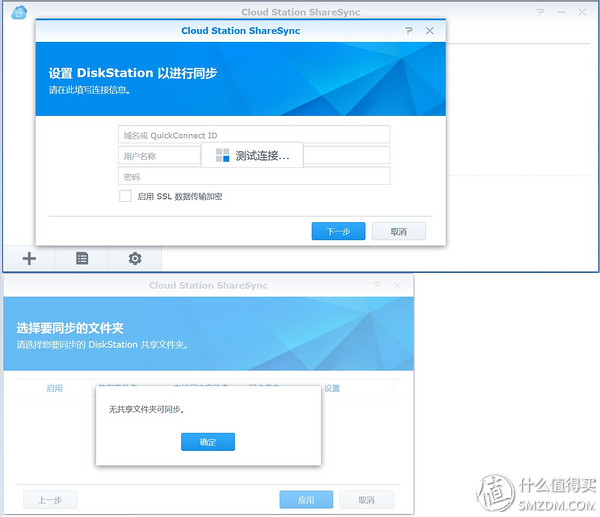 Cloud Station ShareSync
Cloud Station ShareSync
设置 DiskStation 以进行同步
请在此填写连接信息。
域名或 QuickConnect ID
用户名称
测试连接...
密码
启用 SSL 数据传输加密
下一步
取消
Cloud Station ShareSync
选择要同步的文件夹
请选择您要同步的 DiskStation 共享文件夹。
启用
设置
无共享文件夹可同步。
确定
上一步
应用
取消
值 什么值得买
SMZDM.COM